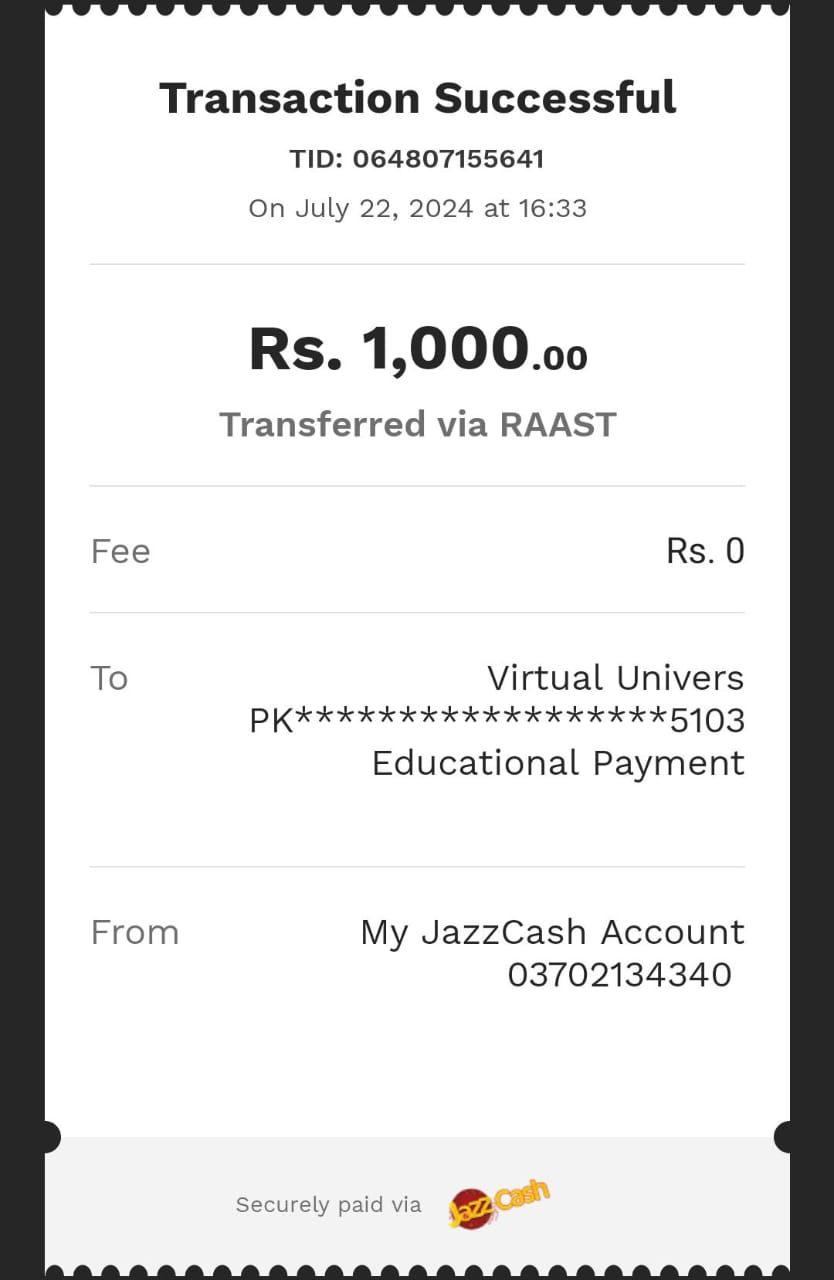 Transaction Successful
TID: 064807155641
On July 22, 2024 at 16:33
Rs. 1,000.00
Transferred via RAAST
Fee Rs. 0
To Virtual Univers
PK******************5103
Educational Payment
From My JazzCash Account
03702134340
Securely paid via JazzCash